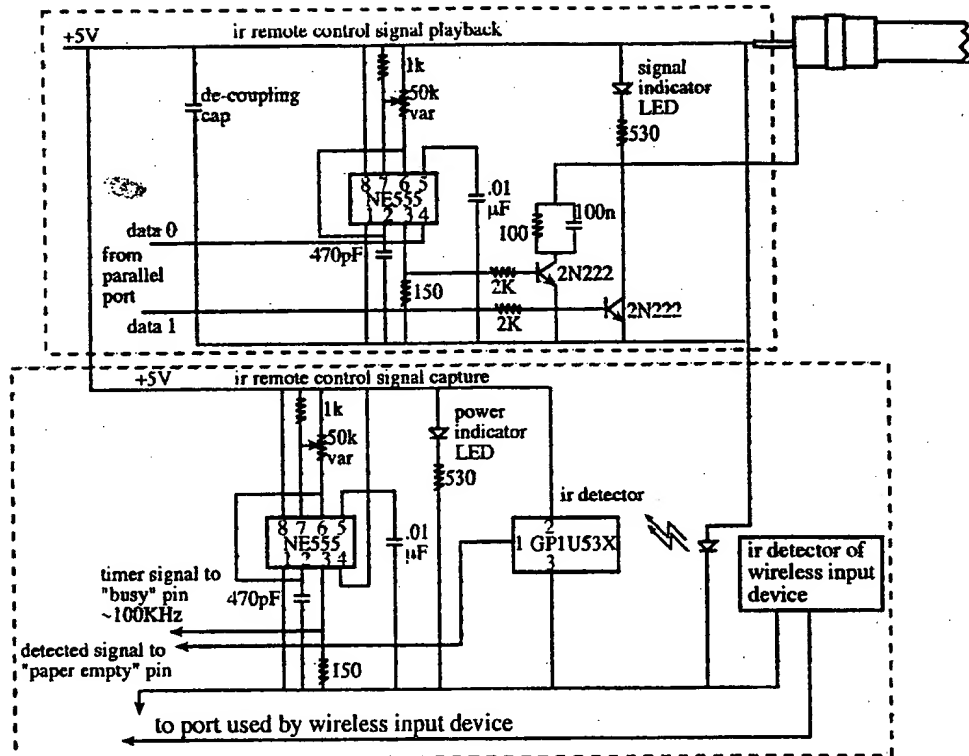 +5V
ir remote control signal playback
1k
50k
var
de-coupling
cap
signal
indicator
LED
530
8 7 6 5
NE555
1 2 3 4
.01
μF
100n
100
data 0
from
parallel
port
data 1
470pF
150
2K
2N222
2K
2N222
+5V
ir remote control signal capture
1k
50k
var
power
indicator
LED
530
8 7 6 5
NE555
1 2 3 4
.01
μF
ir detector
2
1 GP1U53X
3
ir detector of
wireless input
device
timer signal to
"busy" pin
~100KHz
470pF
detected signal to
"paper empty" pin
150
to port used by wireless input device